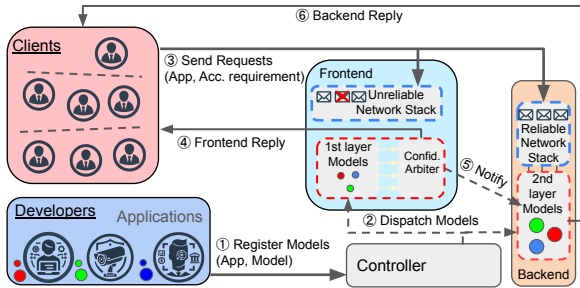 ⑥ Backend Reply
Clients
③ Send Requests
(App, Acc. requirement)
Frontend
Unreliable
Network Stack
④ Frontend Reply
1st layer
Models
Confid.
Arbiter
⑤ Notify
Reliable
Network
Stack
2nd
layer
Models
② Dispatch Models
Developers
Applications
① Register Models
(App, Model)
Controller
Backend